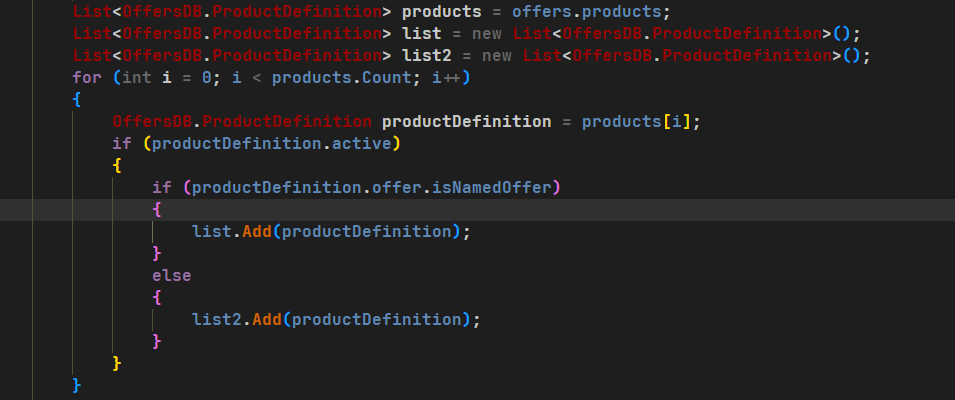 List<OffersDB.ProductDefinition> products = offers.products;
List<OffersDB.ProductDefinition> list = new List<OffersDB.ProductDefinition>();
List<OffersDB.ProductDefinition> list2 = new List<OffersDB.ProductDefinition>();
for (int i = 0; i < products.Count; i++)
{
    OffersDB.ProductDefinition productDefinition = products[i];
    if (productDefinition.active)
    {
        if (productDefinition.offer.isNamedOffer)
        {
            list.Add(productDefinition);
        }
        else
        {
            list2.Add(productDefinition);
        }
    }
}